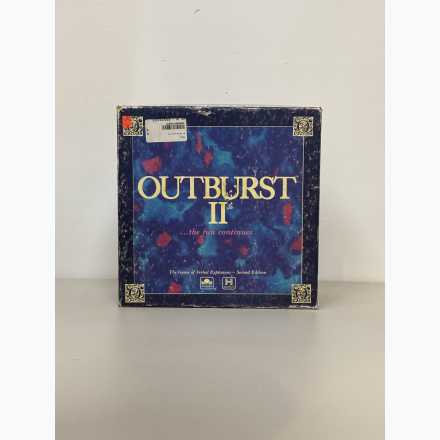 OUTBURST
II
...the fun continues
The Game of Verbal Explosions - Second Edition